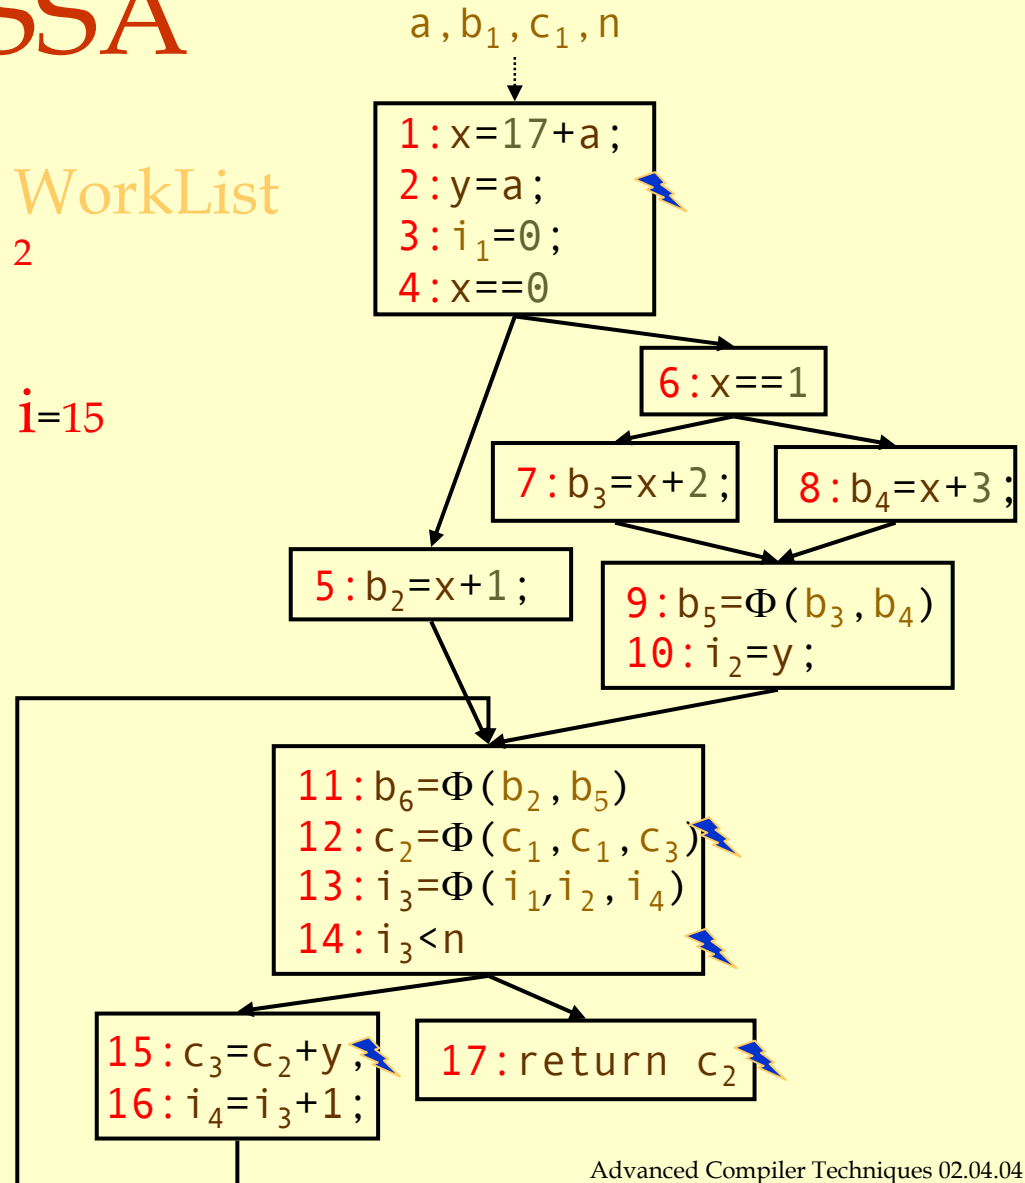 SSA
a,b₁,c₁,n
WorkList
2
i=15
1:x=17+a;
2:y=a;
3:i₁=0;
4:x==0
6:x==1
7:b₃=x+2;
8:b₄=x+3;
5:b₂=x+1;
9:b₅=Φ(b₃,b₄)
10:i₂=y;
11:b₆=Φ(b₂,b₅)
12:c₂=Φ(c₁,c₁,c₃)
13:i₃=Φ(i₁,i₂,i₄)
14:i₃<n
15:c₃=c₂+y;
16:i₄=i₃+1;
17:return c₂
Advanced Compiler Techniques 02.04.04